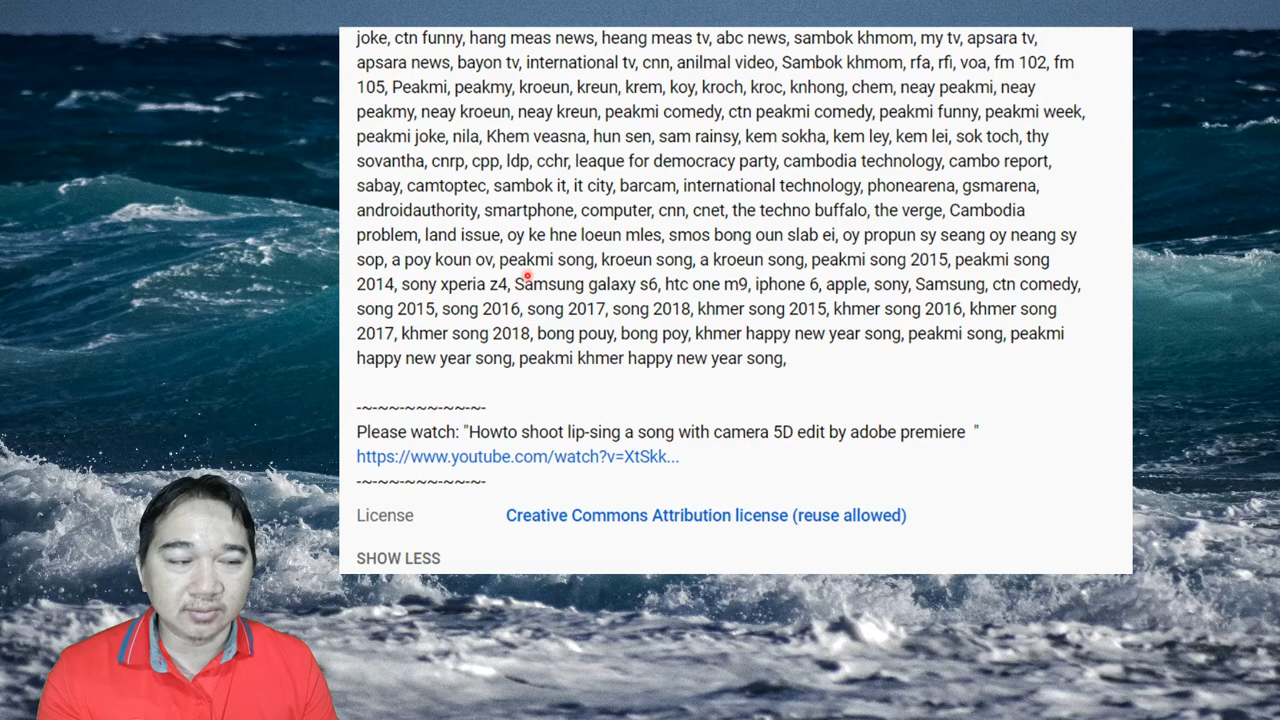 joke, ctn funny, hang meas news, heang meas tv, abc news, sambok khmom, my tv, apsara tv,
apsara news, bayon tv, international tv, cnn, anilmal video, Sambok khmom, rfa, rfi, voa, fm 102, fm
105, Peakmi, peakmy, kroeun, kreun, krem, koy, kroch, kroc, knhong, chem, neay peakmi, neay
peakmy, neay kroeun, neay kreun, peakmi comedy, ctn peakmi comedy, peakmi funny, peakmi week,
peakmi joke, nila, Khem veasna, hun sen, sam rainsy, kem sokha, kem ley, kem lei, sok toch, thy
sovantha, cnrp, cpp, ldp, cchr, leaque for democracy party, cambodia technology, cambo report,
sabay, camtoptec, sambok it, it city, barcam, international technology, phonearena, gsmarena,
androidauthority, smartphone, computer, cnn, cnet, the techno buffalo, the verge, Cambodia
problem, land issue, oy ke hne loeun mles, smos bong oun slab ei, oy propun sy seang oy neang sy
sop, a poy koun ov, peakmi song, kroeun song, a kroeun song, peakmi song 2015, peakmi song
2014, sony xperia z4, Samsung galaxy s6, htc one m9, iphone 6, apple, sony, Samsung, ctn comedy,
song 2015, song 2016, song 2017, song 2018, khmer song 2015, khmer song 2016, khmer song
2017, khmer song 2018, bong pouy, bong poy, khmer happy new year song, peakmi song, peakmi
happy new year song, peakmi khmer happy new year song,
-~-~~-~~~-~~-~-
Please watch: "Howto shoot lip-sing a song with camera 5D edit by adobe premiere  "
https://www.youtube.com/watch?v=XtSkk...
-~-~~-~~~-~~-~-
License Creative Commons Attribution license (reuse allowed)
SHOW LESS